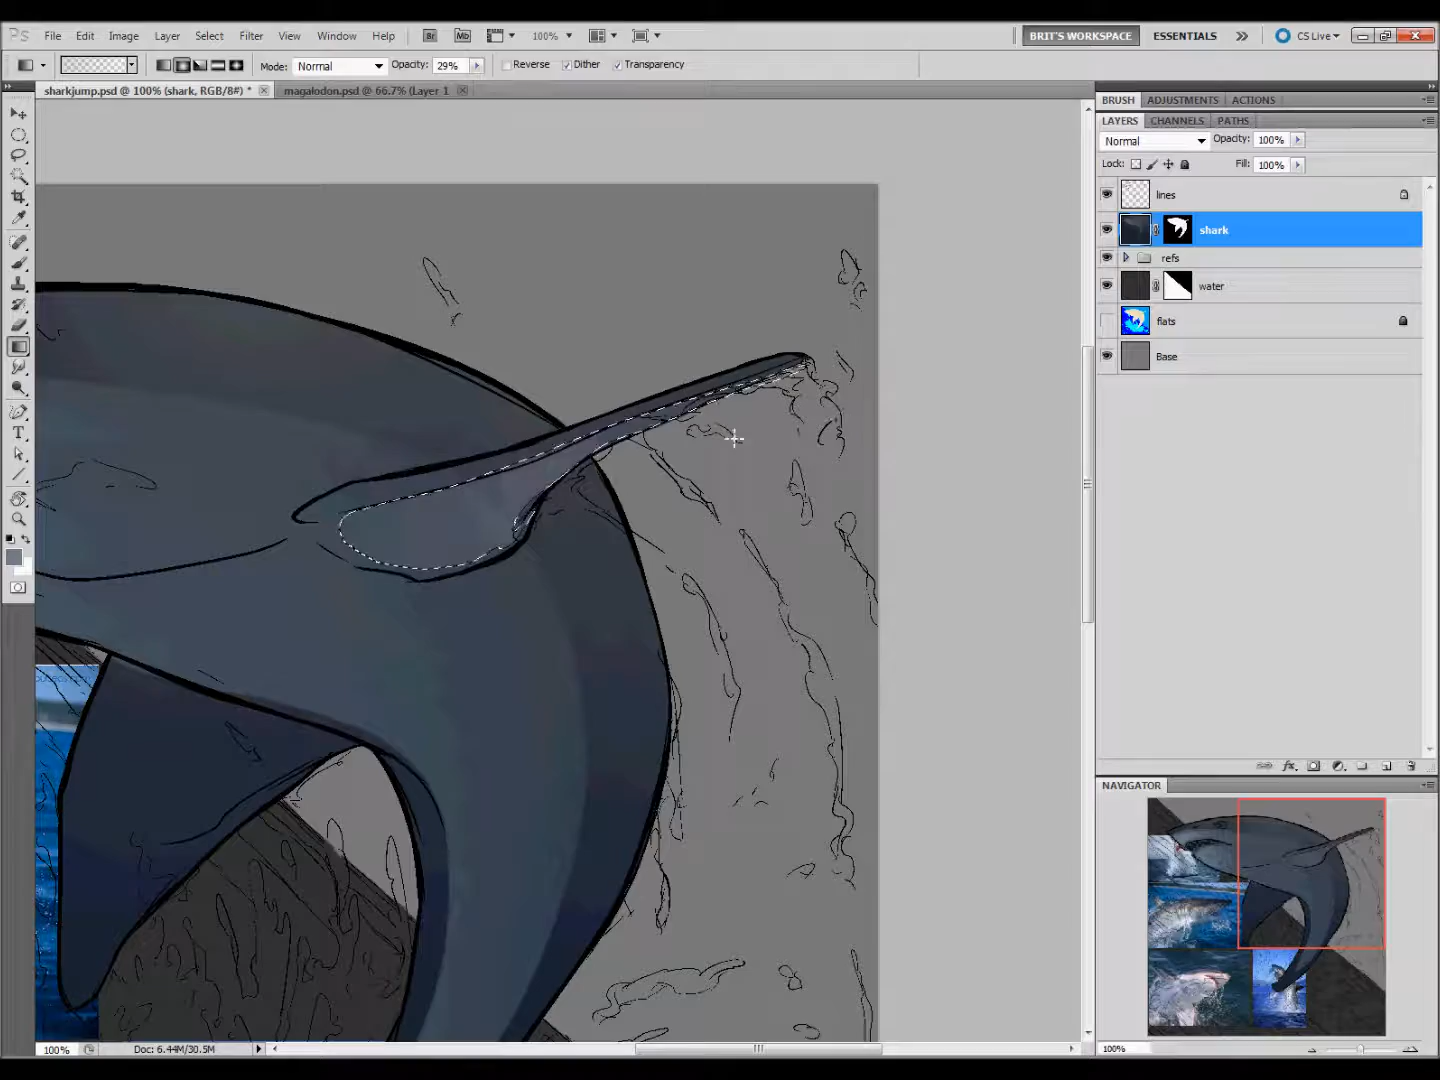 Ps File Edit Image Layer Select Filter View Window Help Br Mb 100% BRIT'S WORKSPACE ESSENTIALS CS Live
Mode: Normal Opacity: 29% Reverse Dither Transparency
sharkjump.psd @ 100% (shark, RGB/8#) * magalodon.psd @ 66.7% (Layer 1
BRUSH ADJUSTMENTS ACTIONS
LAYERS CHANNELS PATHS
Normal Opacity: 100%
Lock: Fill: 100%
lines
shark
refs
water
flats
Base
T
NAVIGATOR
100% Doc: 6.44M/30.5M
100%